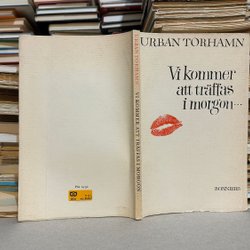 URBAN TORHAMN
Vi kommer
att träffas
i morgon...
BONNIERS
URBAN TORHAMN VI KOMMER ATT TRÄFFAS I MORGON...